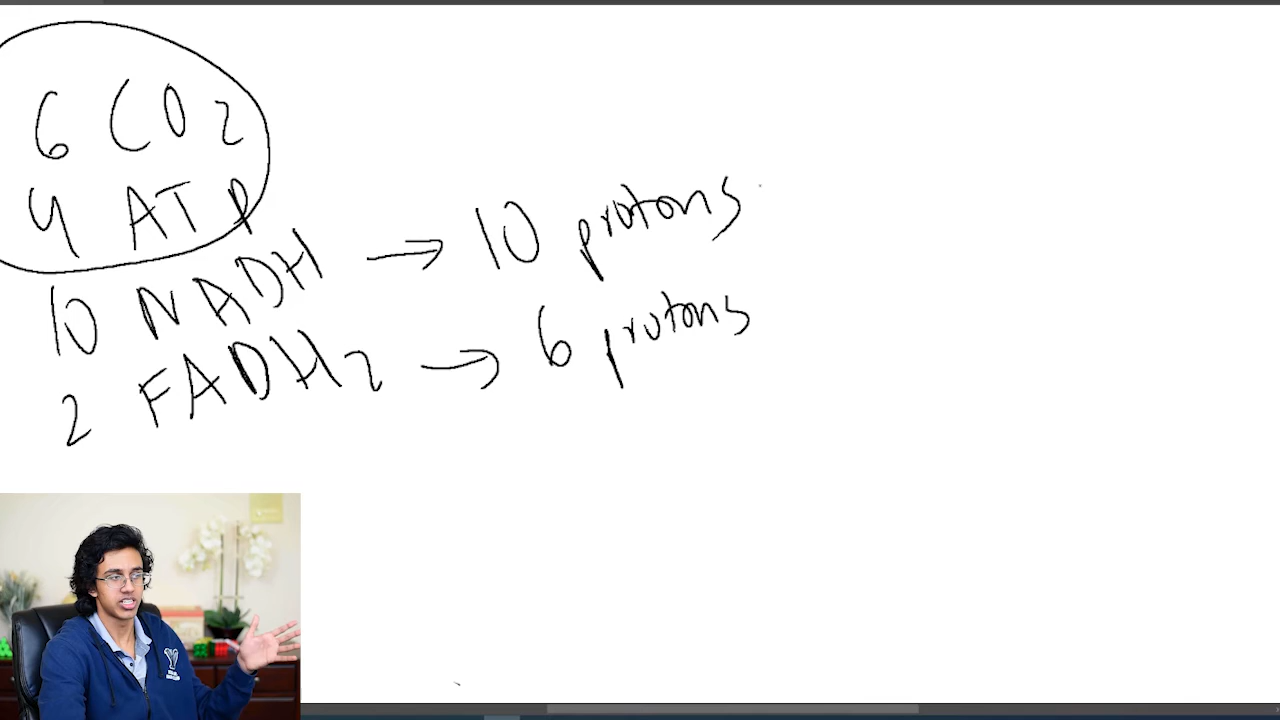 6 CO2
4 ATP
10 NADH → 10 protons
2 FADH2 → 6 protons